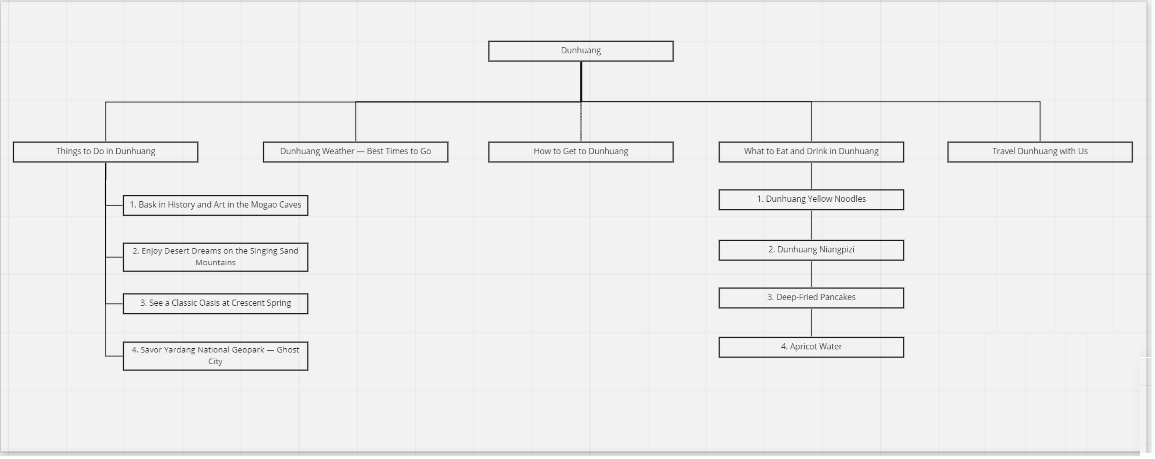 Dunhuang
Things to Do in Dunhuang
Dunhuang Weather — Best Times to Go
How to Get to Dunhuang
What to Eat and Drink in Dunhuang
Travel Dunhuang with Us
1. Bask in History and Art in the Mogao Caves
2. Enjoy Desert Dreams on the Singing Sand
Mountains
3. See a Classic Oasis at Crescent Spring
4. Savor Yardang National Geopark — Ghost
City
1. Dunhuang Yellow Noodles
2. Dunhuang Niangpizi
3. Deep-Fried Pancakes
4. Apricot Water